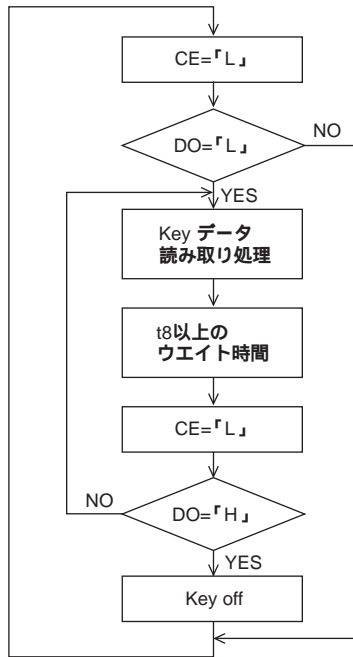 CE=「L」
DO=「L」
NO
YES
Key データ
読み取り処理
t8以上の
ウエイト時間
CE=「L」
NO
DO=「H」
YES
Key off